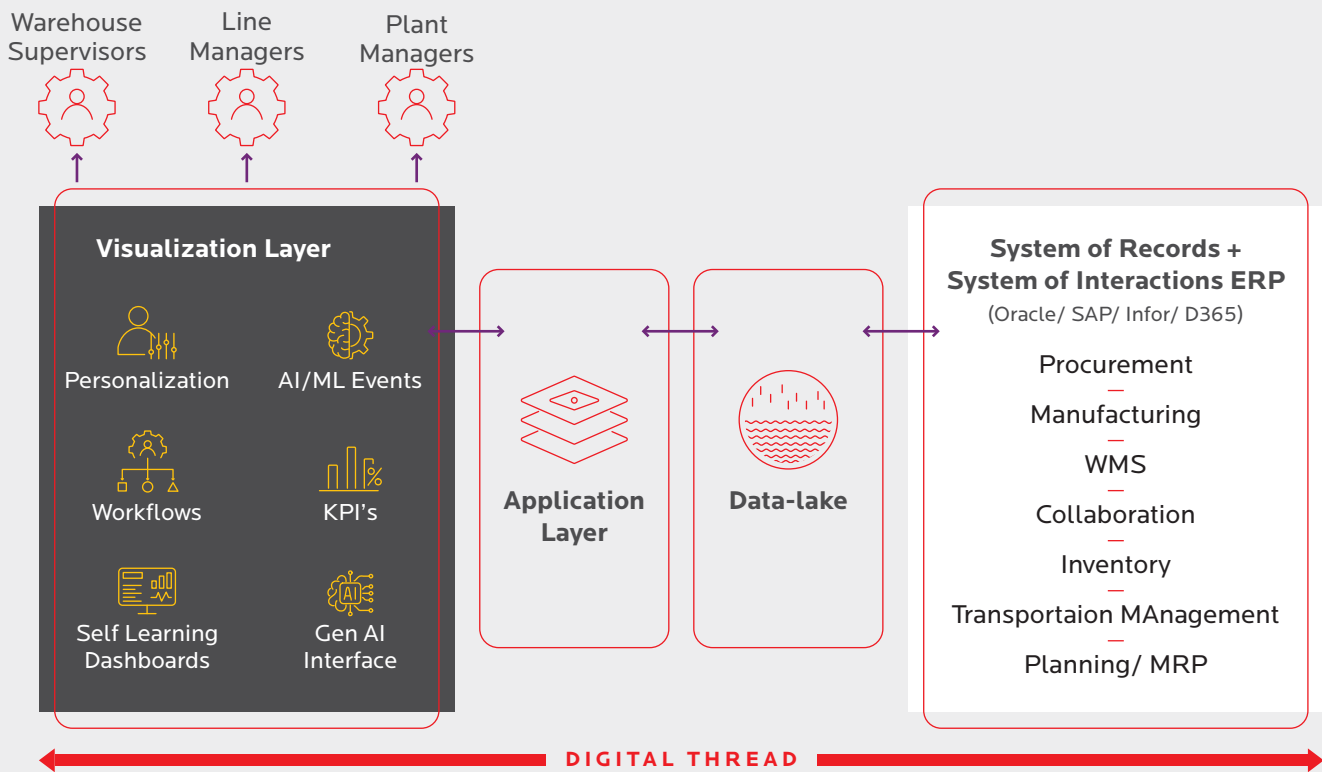 Warehouse
Supervisors
Line
Managers
Plant
Managers
Visualization Layer
Personalization
AI/ML Events
Workflows
KPI's
Self Learning
Dashboards
AI
Gen AI
Interface
Application
Layer
Data-lake
System of Records +
System of Interactions ERP
(Oracle/ SAP/ Infor/ D365)
Procurement
Manufacturing
WMS
Collaboration
Inventory
Transportaion MAnagement
Planning/ MRP
DIGITAL THREAD